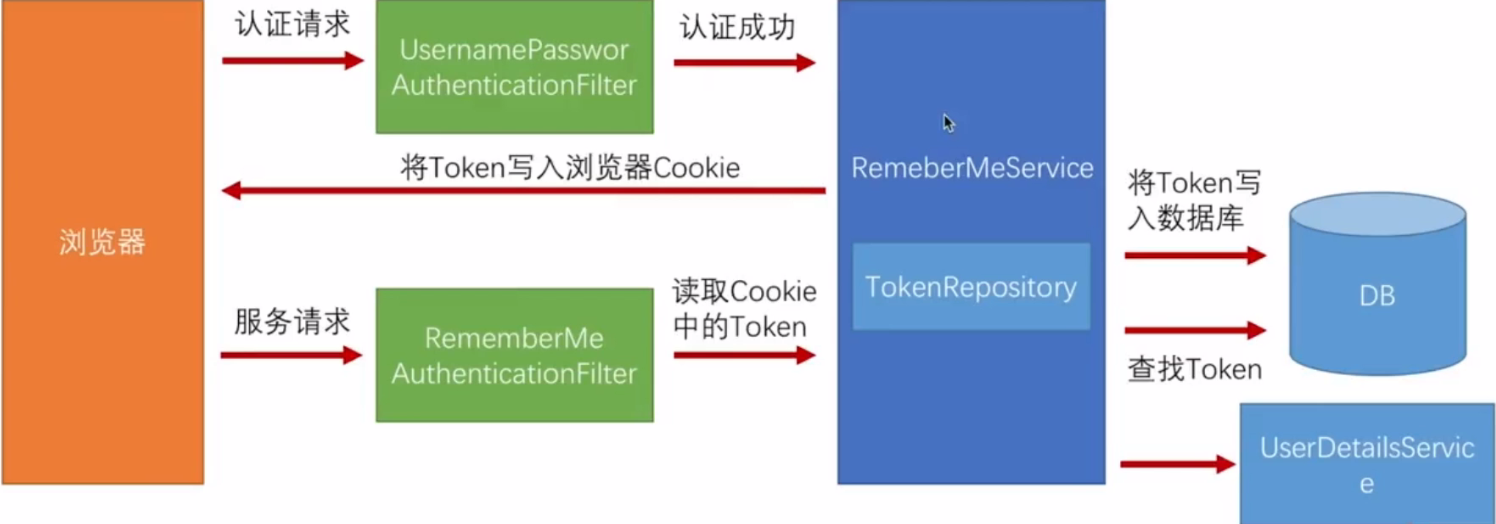 认证请求
UsernamePasswor
AuthenticationFilter
认证成功
将Token写入浏览器Cookie
RemeberMeService
将Token写
入数据库
浏览器
TokenRepository
DB
服务请求
RememberMe
AuthenticationFilter
读取Cookie
中的Token
查找Token
UserDetailsServic
e